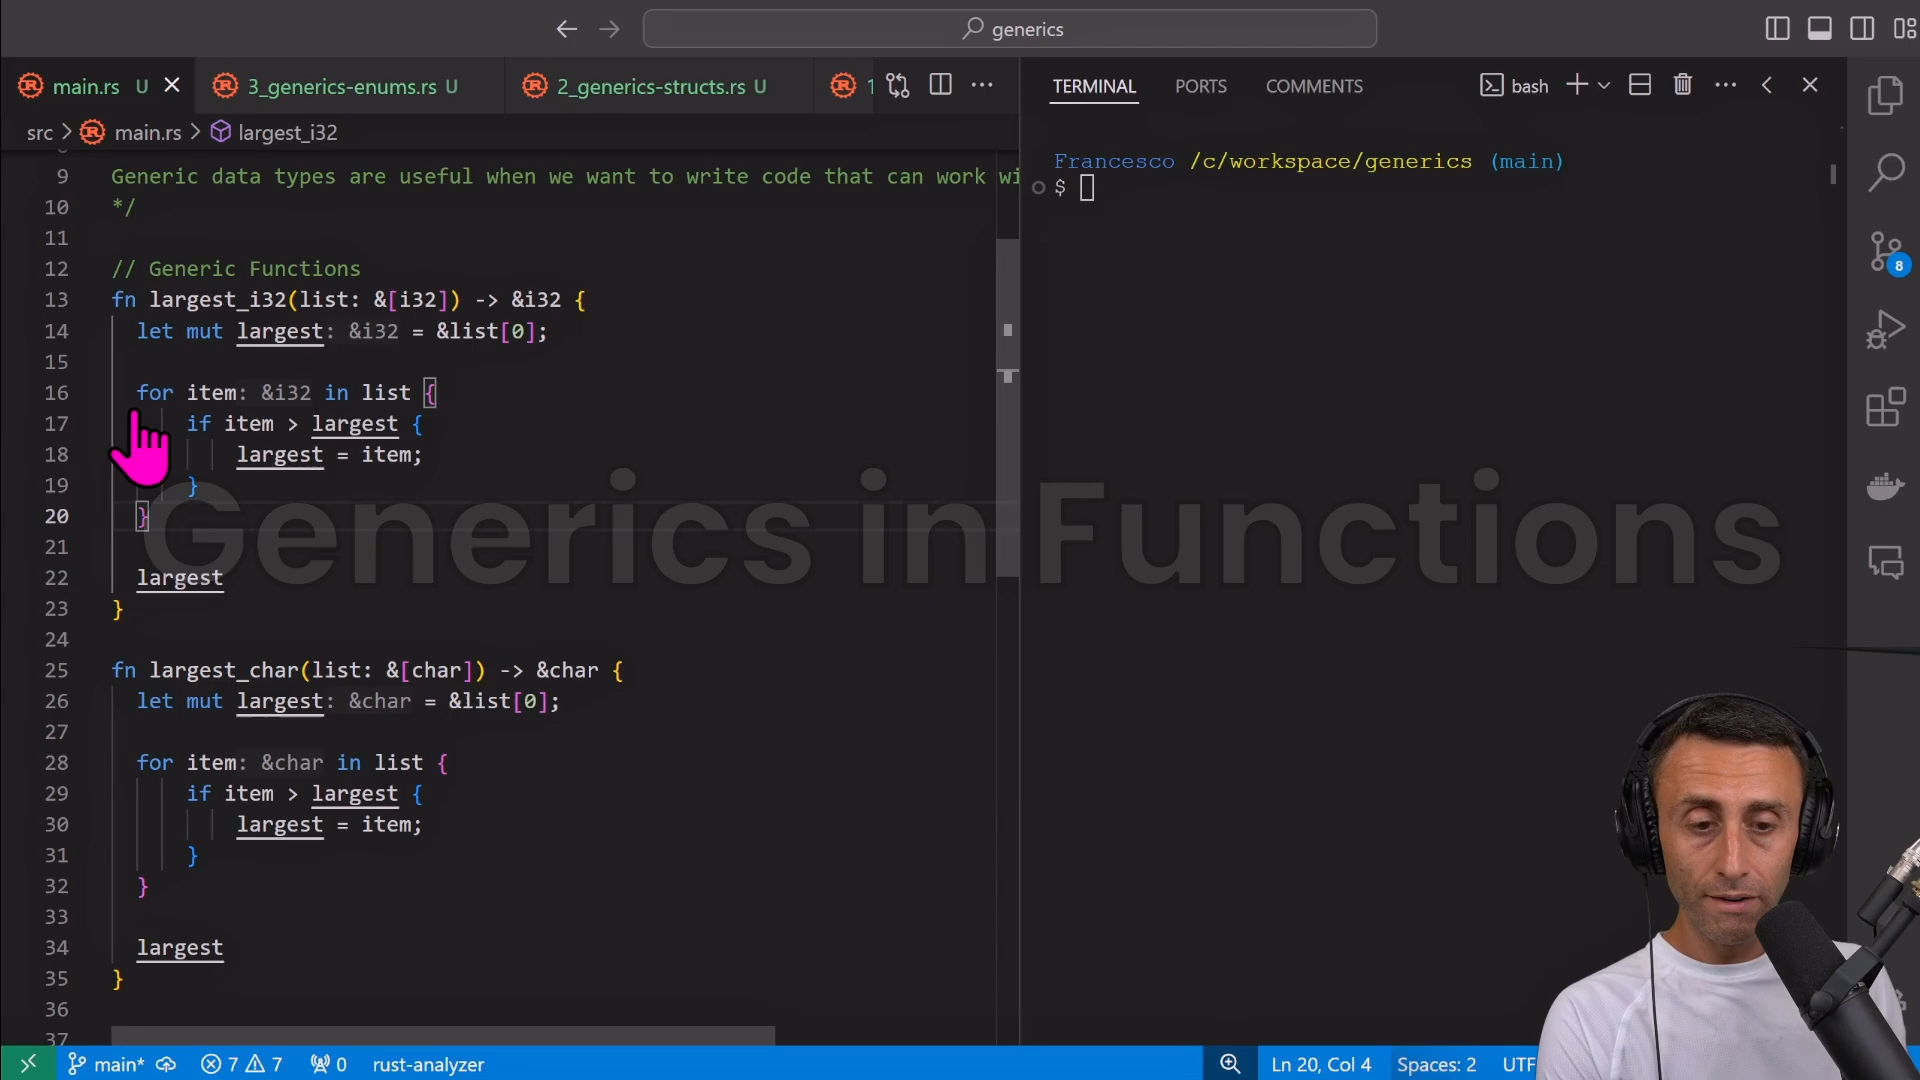 generics
main.rs U
3_generics-enums.rs U
2_generics-structs.rs U
TERMINAL
PORTS
COMMENTS
bash
src > main.rs > largest_i32
Francesco /c/workspace/generics (main)
$
9 Generic data types are useful when we want to write code that can work wi
10 */
11
12 // Generic Functions
13 fn largest_i32(list: &[i32]) -> &i32 {
14 let mut largest: &i32 = &list[0];
15
16 for item: &i32 in list {
17 if item > largest {
18 largest = item;
19 }
20 }
21
22 largest
23 }
24
25 fn largest_char(list: &[char]) -> &char {
26 let mut largest: &char = &list[0];
27
28 for item: &char in list {
29 if item > largest {
30 largest = item;
31 }
32 }
33
34 largest
35 }
36
37
Generics in Functions
8
main* 7 7 0 rust-analyzer
Ln 20, Col 4 Spaces: 2 UTF